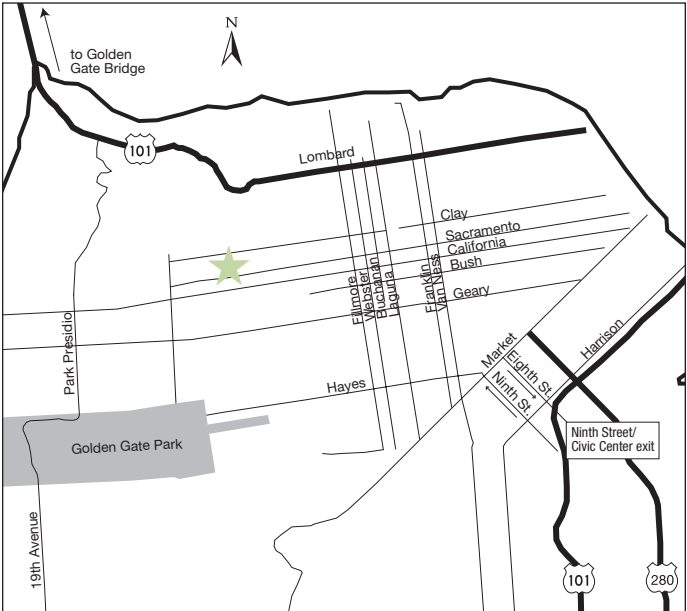 N
to Golden
Gate Bridge
101
Lombard
Clay
Sacramento
California
Bush
Geary
Fillmore
Webster
Buchanan
Laguna
Franklin
Van Ness
Park Presidio
Hayes
Market
Eighth St.
Ninth St.
Harrison
Golden Gate Park
Ninth Street/
Civic Center exit
19th Avenue
101
280